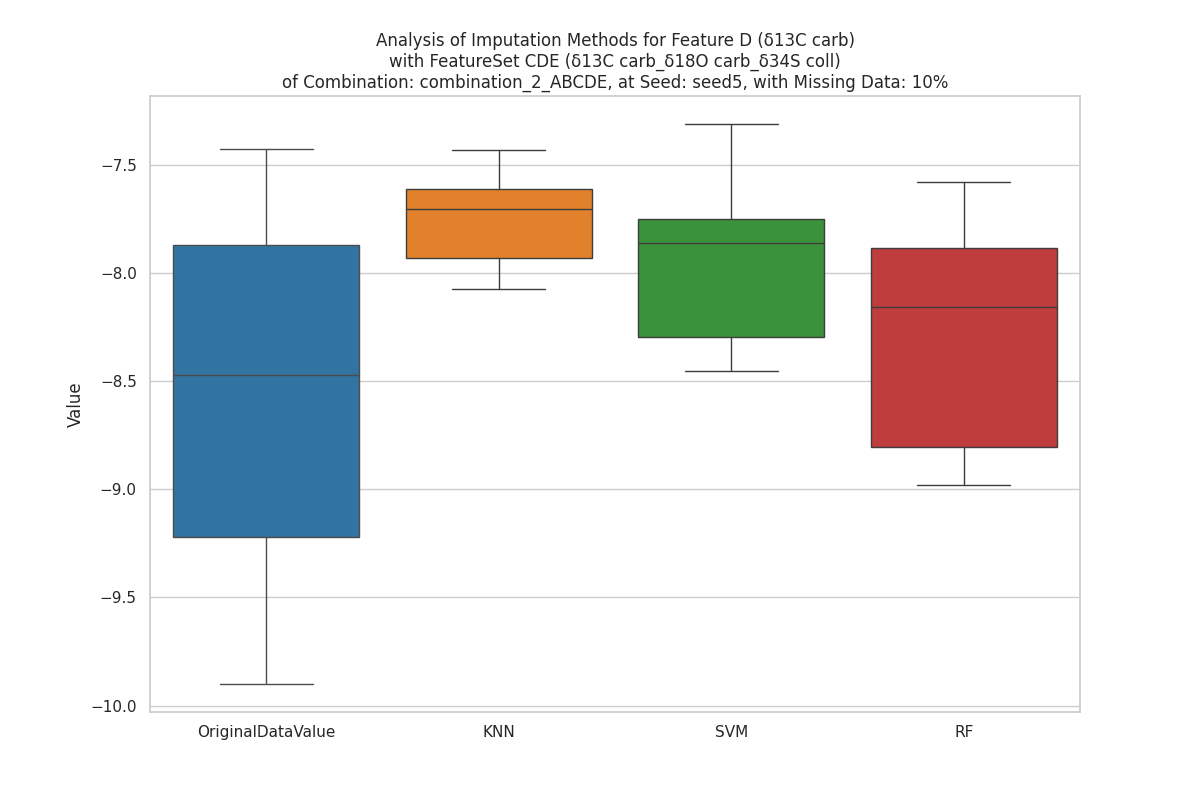 Analysis of Imputation Methods for Feature D (δ13C carb)
with FeatureSet CDE (δ13C carb_δ18O carb_δ34S coll)
of Combination: combination_2_ABCDE, at Seed: seed5, with Missing Data: 10%
Value
−7.5
−8.0
−8.5
−9.0
−9.5
−10.0
OriginalDataValue
KNN
SVM
RF